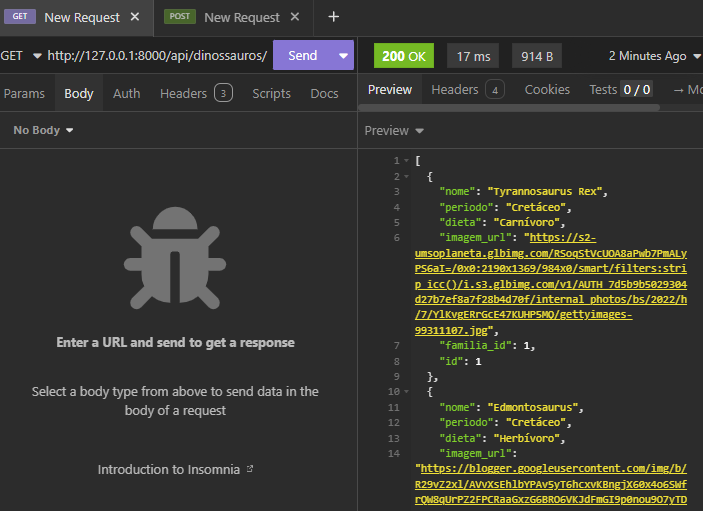 GET New Request × POST New Request × +
GET http://127.0.0.1:8000/api/dinossauros/ Send 200 OK 17 ms 914 B 2 Minutes Ago
Params Body Auth Headers 3 Scripts Docs Preview Headers 4 Cookies Tests 0 / 0 → Mo
No Body
Preview
Enter a URL and send to get a response
Select a body type from above to send data in the
body of a request
Introduction to Insomnia
1 [
2 {
3 "nome": "Tyrannosaurus Rex",
4 "periodo": "Cretáceo",
5 "dieta": "Carnívoro",
6 "imagem_url": "https://s2-
umsoplaneta.glbimg.com/RSoqStVcUOA8aPwb7PmALy
PS6aI=/0x0:2190x1369/984x0/smart/filters:stri
p_icc()/i.s3.glbimg.com/v1/AUTH_7d5b9b5029304
d27b7ef8a7f28b4d70f/internal_photos/bs/2022/h
/7/YlKvgERrGcE47KUHP5MQ/gettyimages-
99311107.jpg",
7 "familia_id": 1,
8 "id": 1
9 },
10 {
11 "nome": "Edmontosaurus",
12 "periodo": "Cretáceo",
13 "dieta": "Herbívoro",
14 "imagem_url":
"https://blogger.googleusercontent.com/img/b/
R29vZ2xl/AVvXsEhlbYPAv5yT6hcxvKBngjX60x4o6SWf
rQW8qUrPZ2FPCRaaGxzG6BRO6VKJdFmGI9p0nou9O7yTD